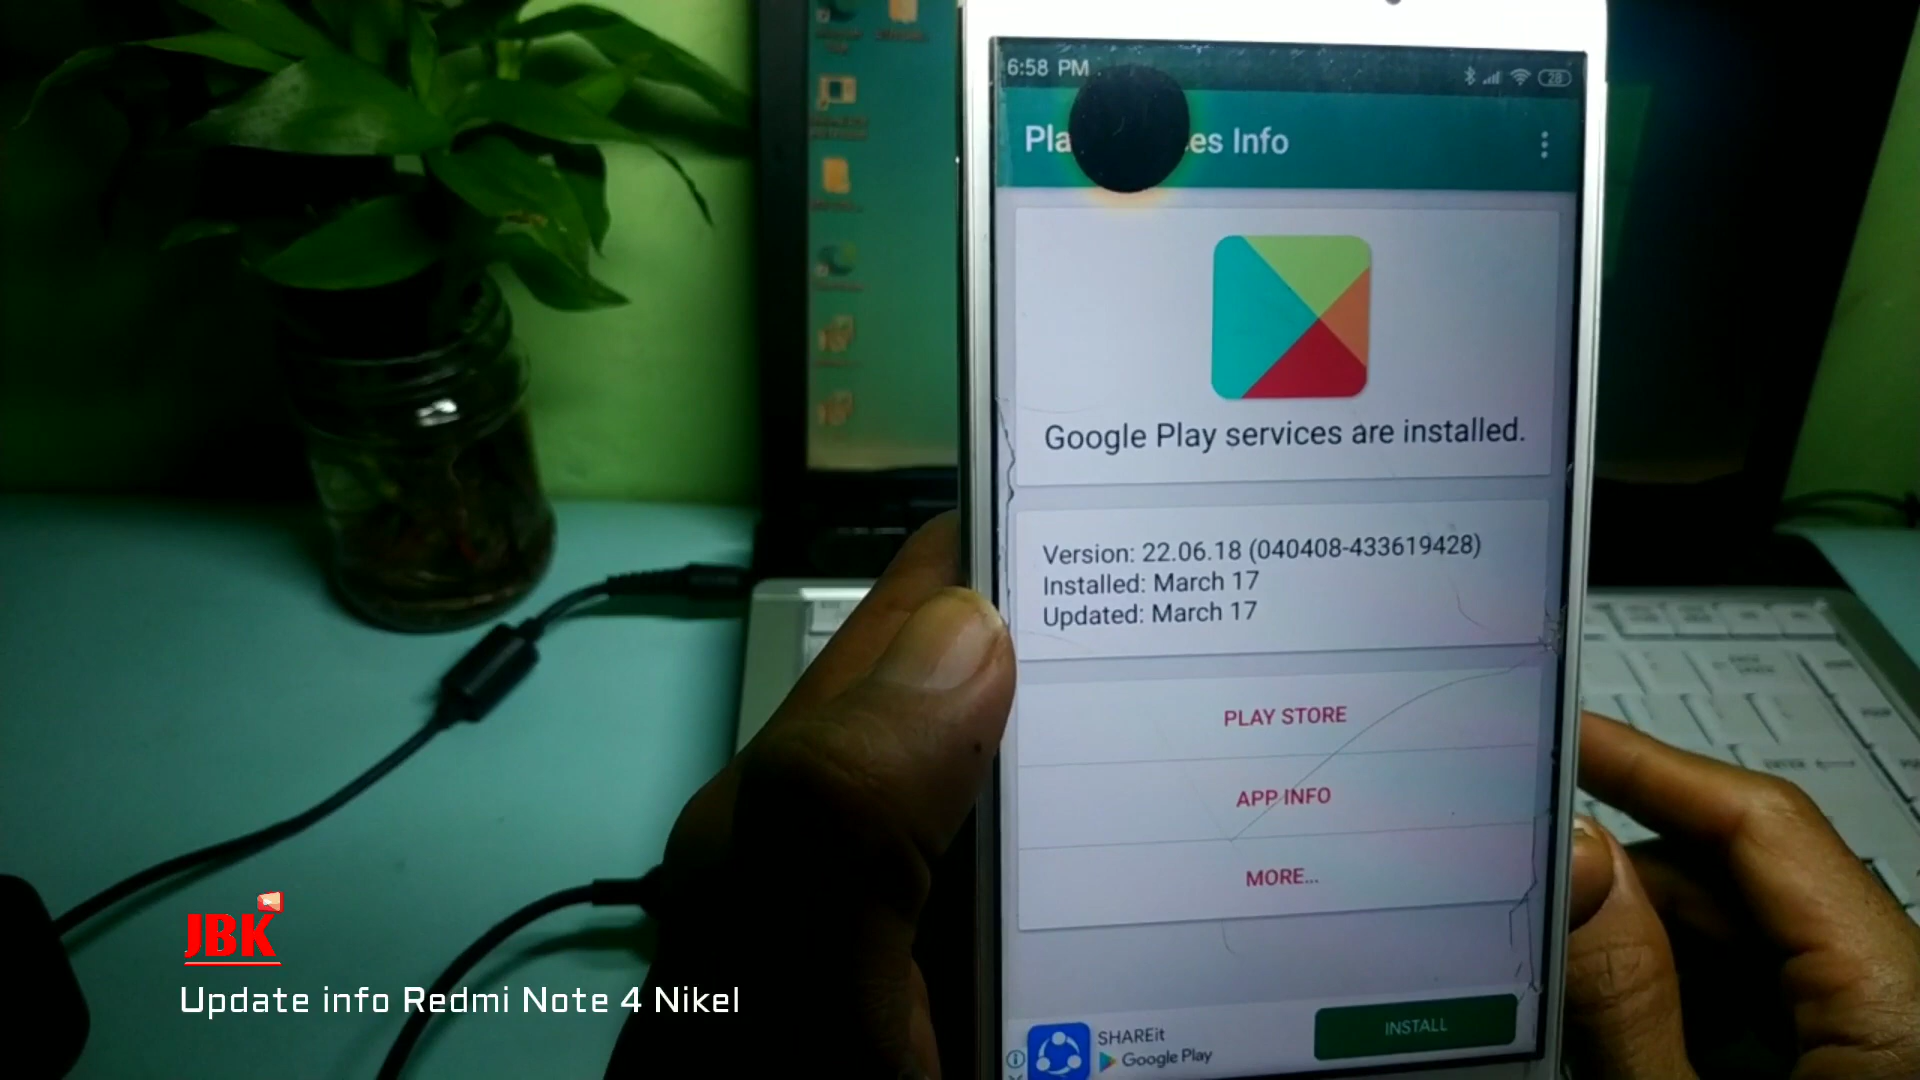 6:58 PM
28
Pla es Info
Google Play services are installed.
Version: 22.06.18 (040408-433619428)
Installed: March 17
Updated: March 17
PLAY STORE
APP INFO
MORE...
SHAREit
Google Play
INSTALL
ENTER
JBK
Update info Redmi Note 4 Nikel